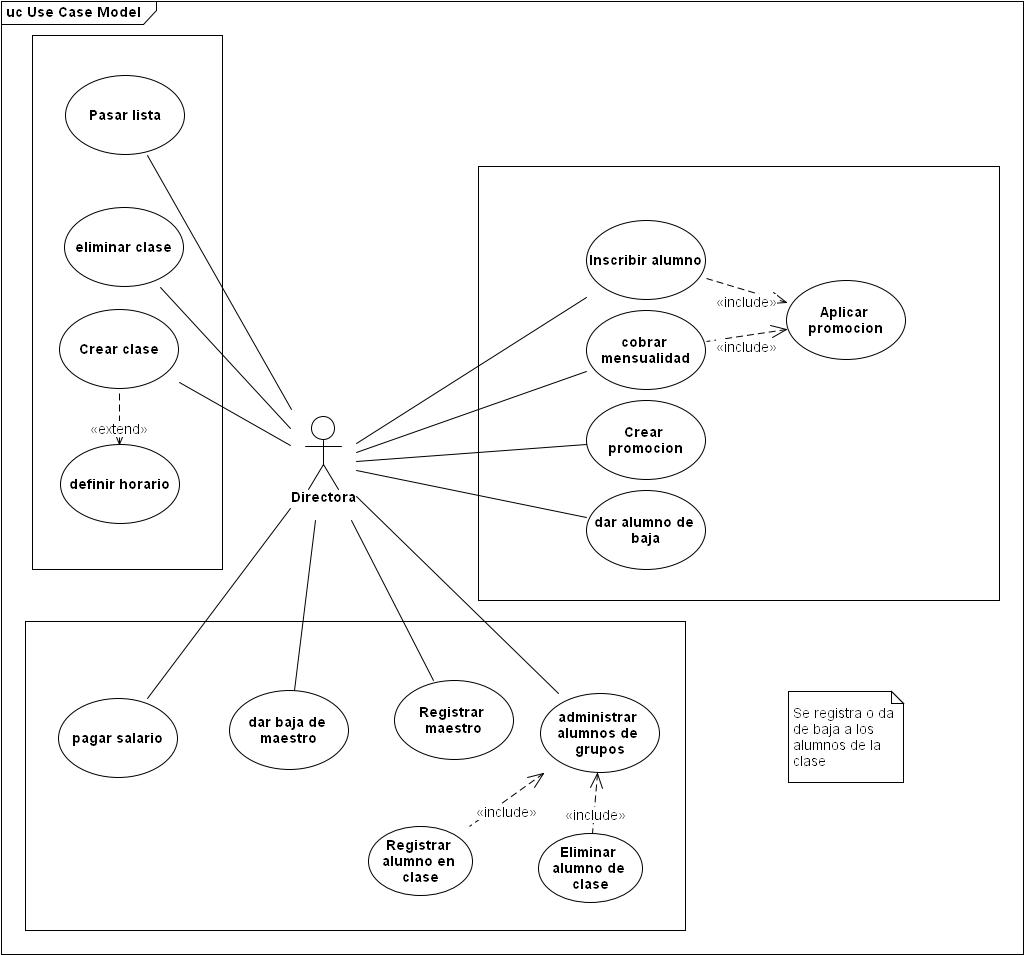 uc Use Case Model
Pasar lista
eliminar clase
Crear clase
«extend»
definir horario
Directora
Inscribir alumno
«include»
Aplicar
promocion
cobrar
mensualidad
«include»
Crear
promocion
dar alumno de
baja
pagar salario
dar baja de
maestro
Registrar
maestro
administrar
alumnos de
grupos
«include»
«include»
Registrar
alumno en
clase
Eliminar
alumno de
clase
Se registra o da
de baja a los
alumnos de la
clase